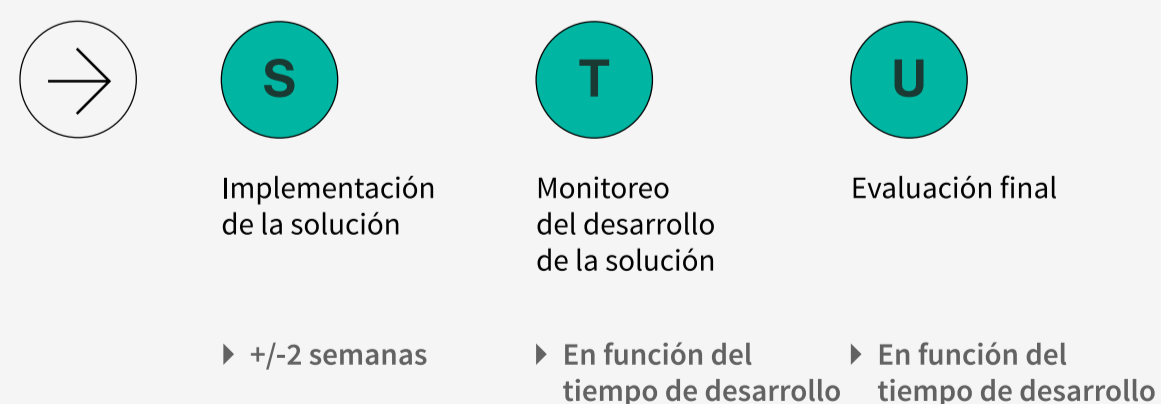 S
Implementación
de la solución
+/-2 semanas
T
Monitoreo
del desarrollo
de la solución
En función del
tiempo de desarrollo
U
Evaluación final
En función del
tiempo de desarrollo